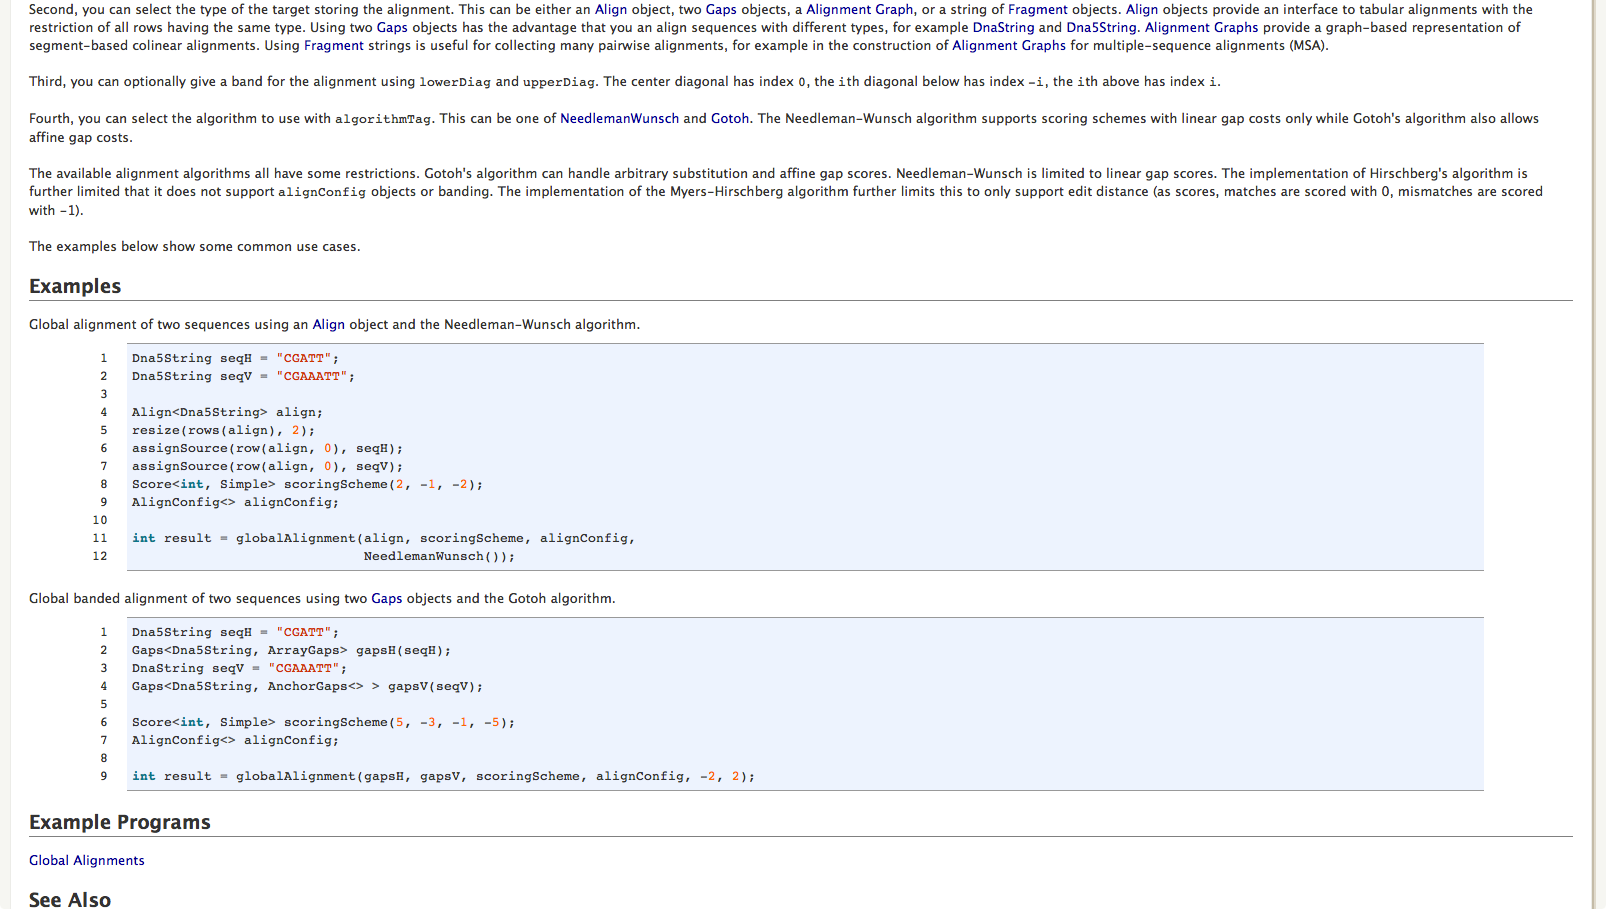 Second, you can select the type of the target storing the alignment. This can be either an Align object, two Gaps objects, a Alignment Graph, or a string of Fragment objects. Align objects provide an interface to tabular alignments with the
restriction of all rows having the same type. Using two Gaps objects has the advantage that you an align sequences with different types, for example DnaString and Dna5String. Alignment Graphs provide a graph-based representation of
segment-based colinear alignments. Using Fragment strings is useful for collecting many pairwise alignments, for example in the construction of Alignment Graphs for multiple-sequence alignments (MSA).
Third, you can optionally give a band for the alignment using lowerDiag and upperDiag. The center diagonal has index 0, the ith diagonal below has index -i, the ith above has index i.
Fourth, you can select the algorithm to use with algorithmTag. This can be one of NeedlemanWunsch and Gotoh. The Needleman-Wunsch algorithm supports scoring schemes with linear gap costs only while Gotoh's algorithm also allows
affine gap costs.
The available alignment algorithms all have some restrictions. Gotoh's algorithm can handle arbitrary substitution and affine gap scores. Needleman-Wunsch is limited to linear gap scores. The implementation of Hirschberg's algorithm is
further limited that it does not support alignConfig objects or banding. The implementation of the Myers-Hirschberg algorithm further limits this to only support edit distance (as scores, matches are scored with 0, mismatches are scored
with -1).
The examples below show some common use cases.
Examples
Global alignment of two sequences using an Align object and the Needleman-Wunsch algorithm.
1 Dna5String seqH = "CGATT";
2 Dna5String seqV = "CGAAATT";
3
4 Align<Dna5String> align;
5 resize(rows(align), 2);
6 assignSource(row(align, 0), seqH);
7 assignSource(row(align, 0), seqV);
8 Score<int, Simple> scoringScheme(2, -1, -2);
9 AlignConfig<> alignConfig;
10
11 int result = globalAlignment(align, scoringScheme, alignConfig,
12 NeedlemanWunsch());
Global banded alignment of two sequences using two Gaps objects and the Gotoh algorithm.
1 Dna5String seqH = "CGATT";
2 Gaps<Dna5String, ArrayGaps> gapsH(seqH);
3 DnaString seqV = "CGAAATT";
4 Gaps<Dna5String, AnchorGaps<> > gapsV(seqV);
5
6 Score<int, Simple> scoringScheme(5, -3, -1, -5);
7 AlignConfig<> alignConfig;
8
9 int result = globalAlignment(gapsH, gapsV, scoringScheme, alignConfig, -2, 2);
Example Programs
Global Alignments
See Also